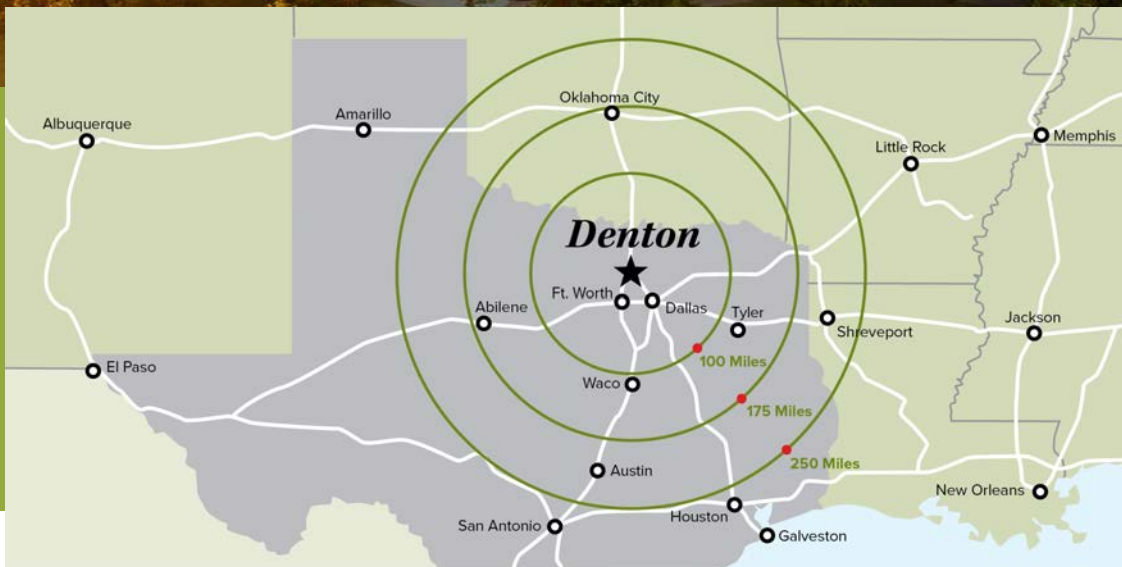 Oklahoma City
Amarillo
Albuquerque
Memphis
Little Rock
Denton
Ft. Worth
Dallas
Abilene
Tyler
Shreveport
Jackson
100 Miles
El Paso
Waco
175 Miles
250 Miles
Austin
New Orleans
Houston
San Antonio
Galveston